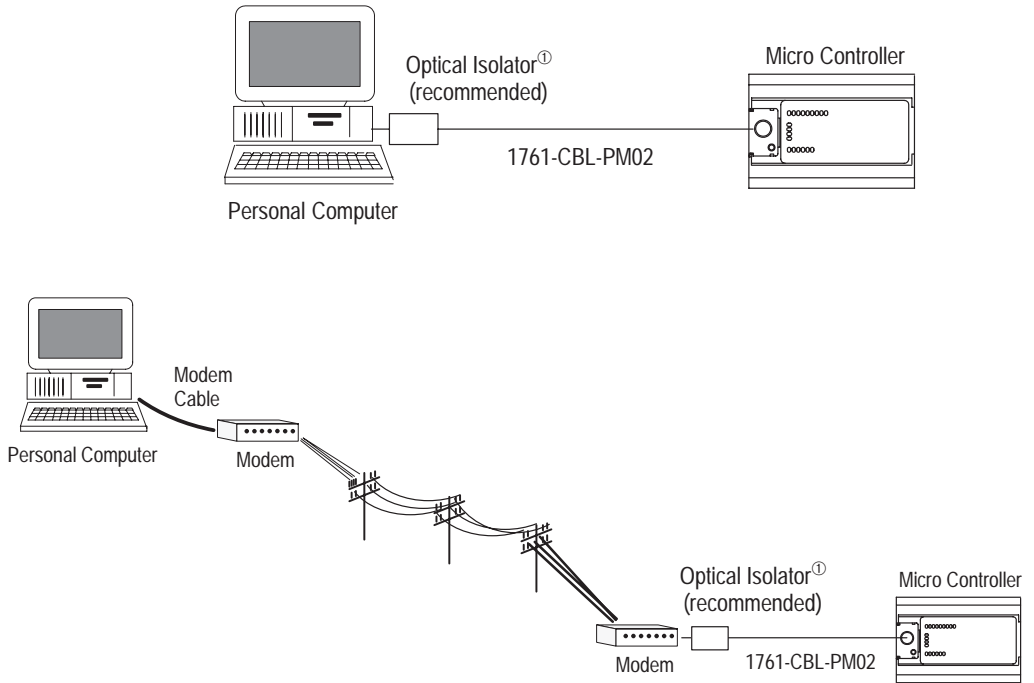 Optical Isolator①
(recommended)
Micro Controller
1761-CBL-PM02
Personal Computer
Modem
Cable
Personal Computer
Modem
Optical Isolator①
(recommended)
Micro Controller
Modem
1761-CBL-PM02